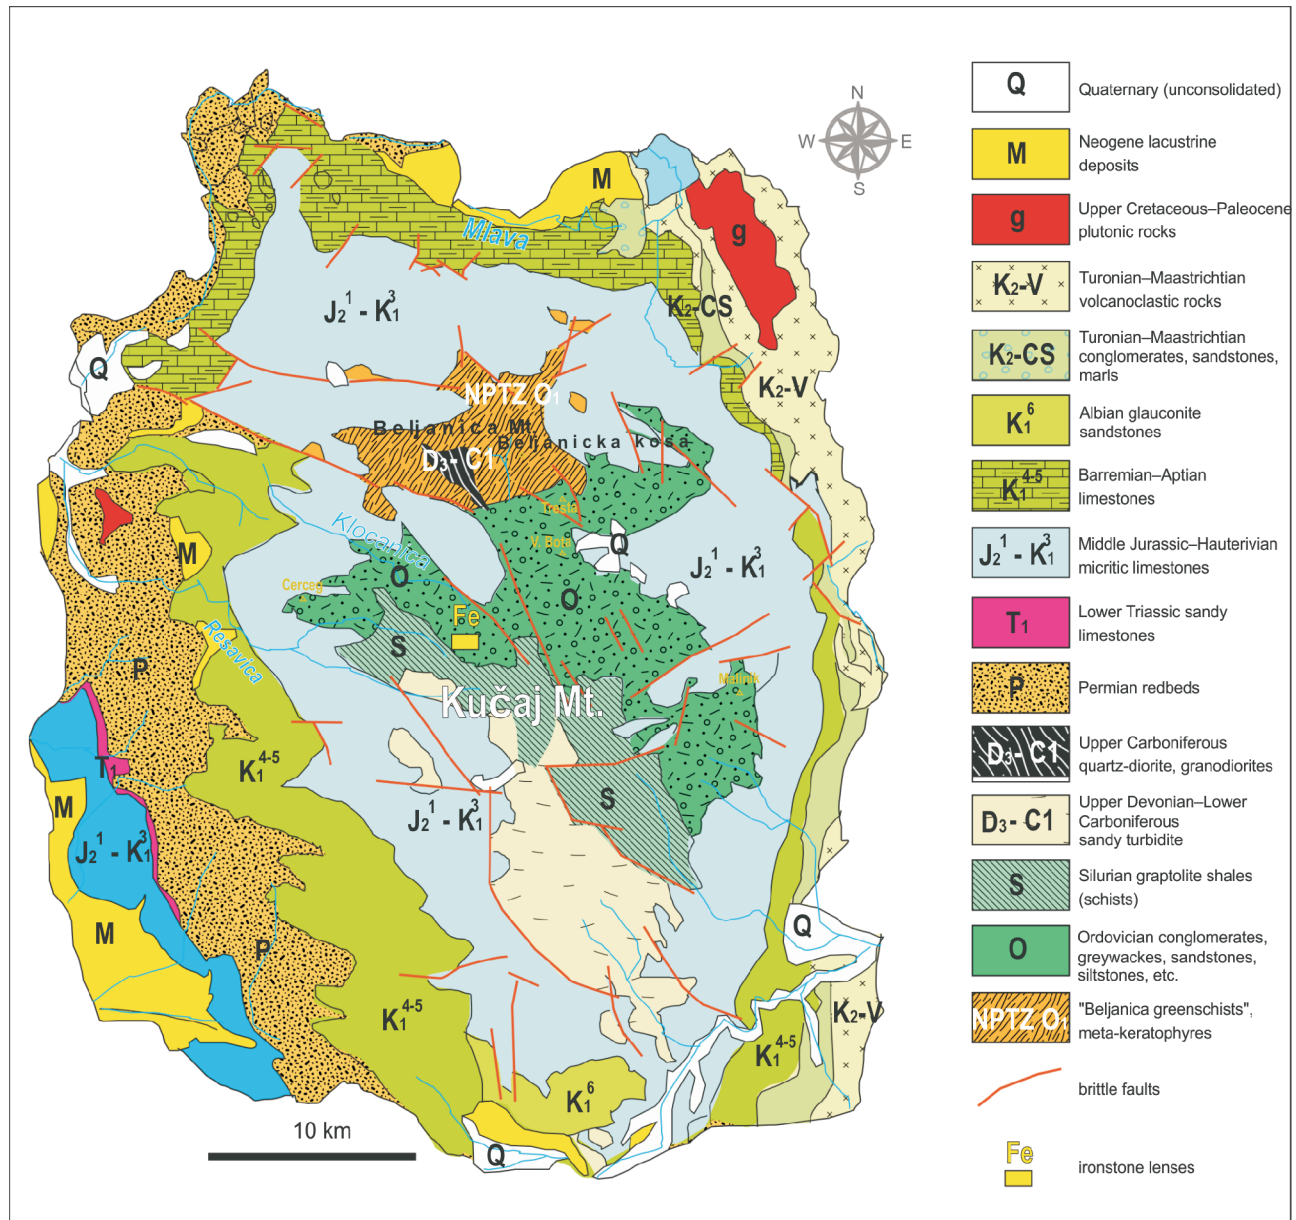 N
W E
S
M
Mlava
g
K2-CS
J2 1 - K1 3
Q
K2-V
NPTZ O1
Beljanica Mt.
Beljanicka kosa
D3- C1
Tresta
Klocanica
V. Bote
Q
M
J2 1 - K1 3
Cerceg
O
O
Fe
Resavica
S
P
Malinik
Kučaj Mt.
T1
K1 4-5
M
S
J2 1 - K1 3
J2 1 - K1 3
Q
M
P
K1 4-5
K2-V
K1 4-5
K1 6
10 km
Q
Q Quaternary (unconsolidated)
M Neogene lacustrine
deposits
g Upper Cretaceous–Paleocene
plutonic rocks
K2-V Turonian–Maastrichtian
volcanoclastic rocks
K2-CS Turonian–Maastrichtian
conglomerates, sandstones,
marls
K1 6 Albian glauconite
sandstones
K1 4-5 Barremian–Aptian
limestones
J2 1 - K1 3 Middle Jurassic–Hauterivian
micritic limestones
T1 Lower Triassic sandy
limestones
P Permian redbeds
D3- C1 Upper Carboniferous
quartz-diorite, granodiorites
D3- C1 Upper Devonian–Lower
Carboniferous
sandy turbidite
S Silurian graptolite shales
(schists)
O Ordovician conglomerates,
greywackes, sandstones,
siltstones, etc.
NPTZ O1 "Beljanica greenschists",
meta-keratophyres
brittle faults
Fe
ironstone lenses